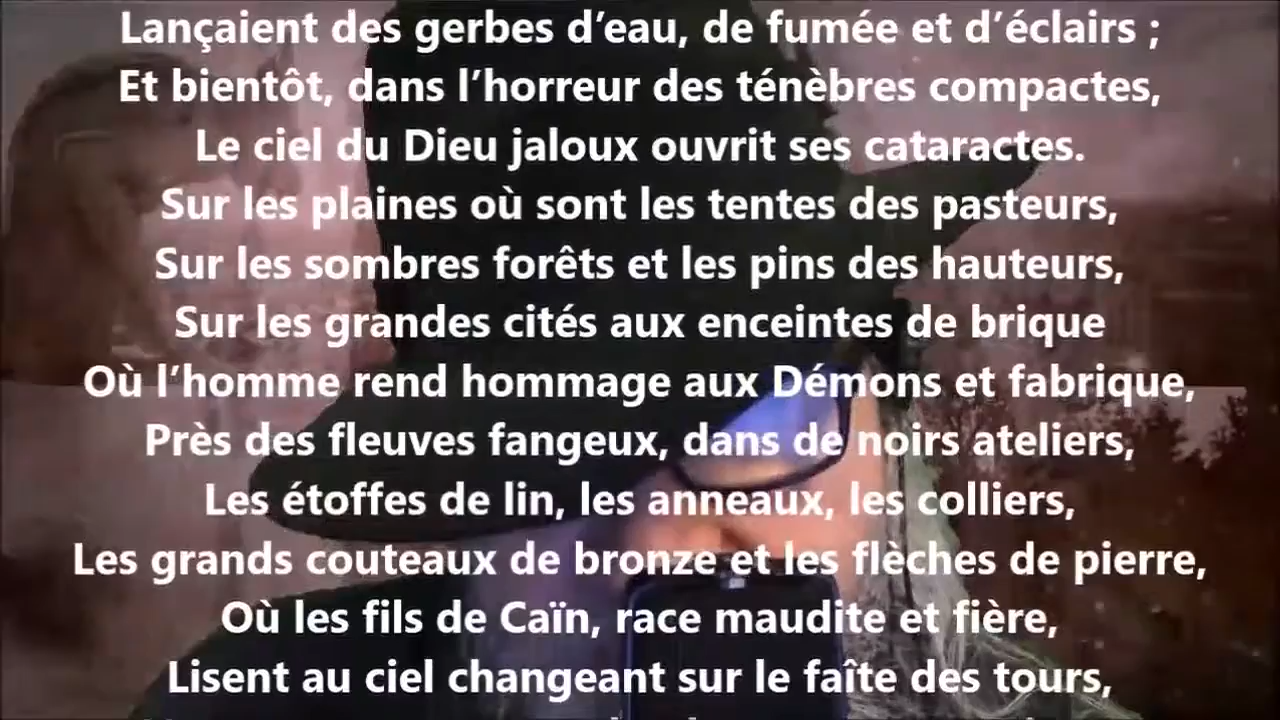 Lançaient des gerbes d’eau, de fumée et d’éclairs ;
Et bientôt, dans l’horreur des ténèbres compactes,
Le ciel du Dieu jaloux ouvrit ses cataractes.
Sur les plaines où sont les tentes des pasteurs,
Sur les sombres forêts et les pins des hauteurs,
Sur les grandes cités aux enceintes de brique
Où l’homme rend hommage aux Démons et fabrique,
Près des fleuves fangeux, dans de noirs ateliers,
Les étoffes de lin, les anneaux, les colliers,
Les grands couteaux de bronze et les flèches de pierre,
Où les fils de Caïn, race maudite et fière,
Lisent au ciel changeant sur le faîte des tours,